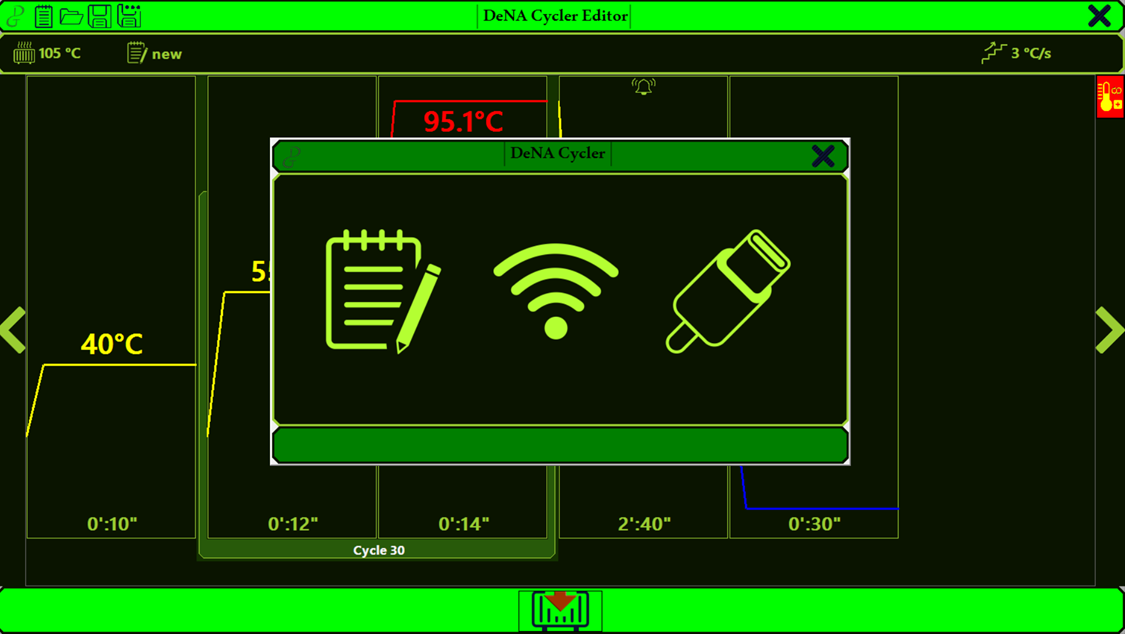 DeNA Cycler Editor
105 °C
new
3 °C/s
95.1°C
DeNA Cycler
40°C
0':10"
0':12"
0':14"
2':40"
0':30"
Cycle 30